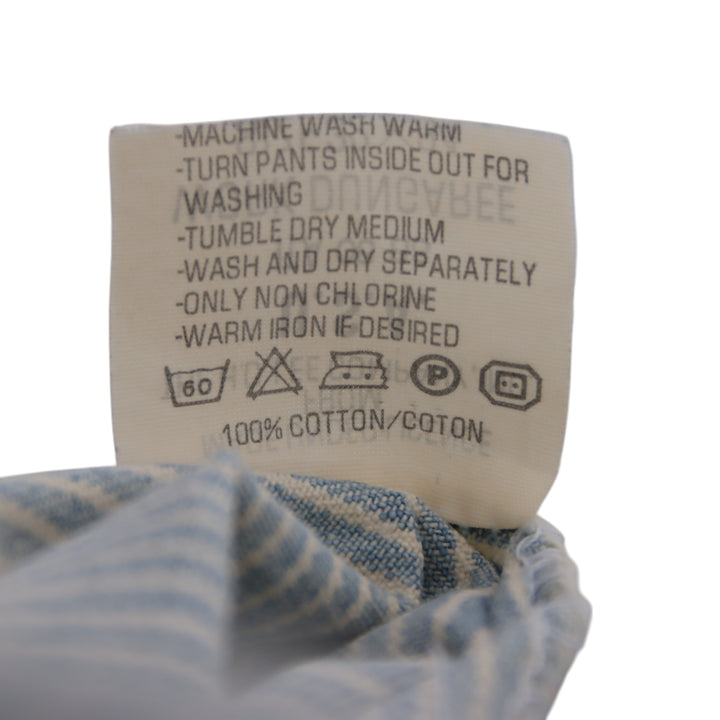 -MACHINE WASH WARM
-TURN PANTS INSIDE OUT FOR
WASHING
-TUMBLE DRY MEDIUM
-WASH AND DRY SEPARATELY
-ONLY NON CHLORINE
-WARM IRON IF DESIRED
60 P
100% COTTON/COTON